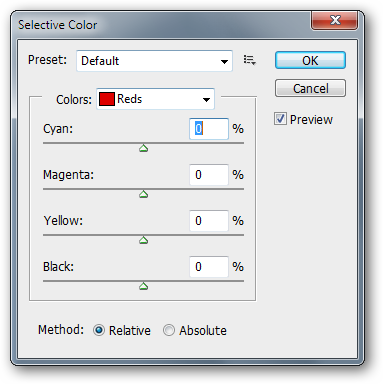 Selective Color
Preset: Default
OK
Cancel
Preview
Colors: Reds
Cyan: 0 %
Magenta: 0 %
Yellow: 0 %
Black: 0 %
Method: Relative Absolute